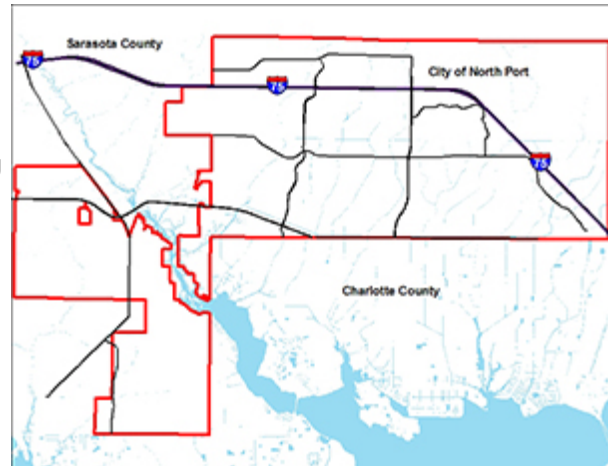 Sarasota County
75
75
City of North Port
75
Charlotte County